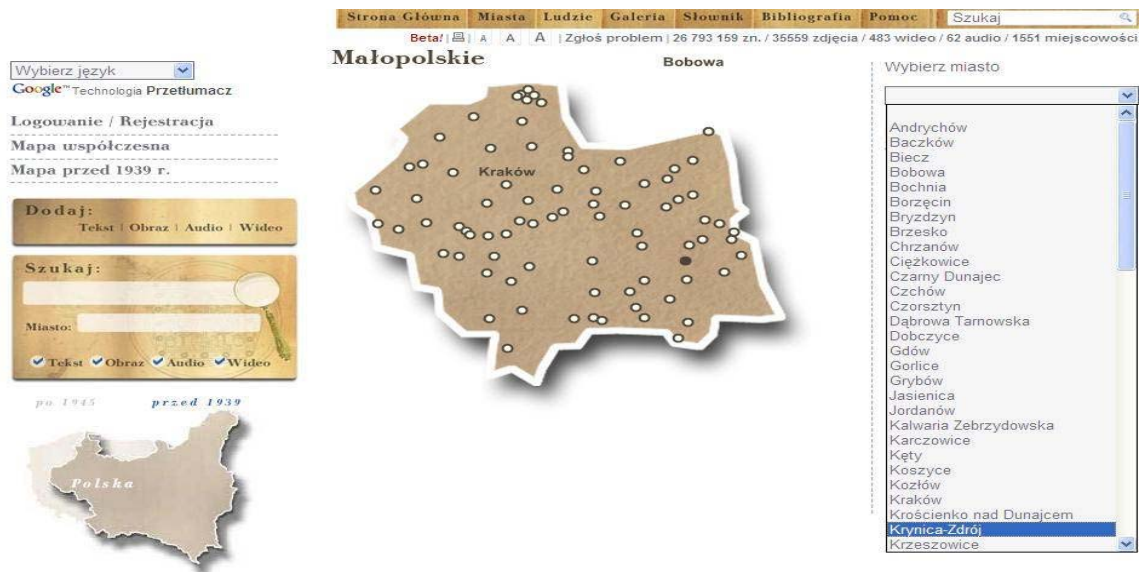 Strona Główna Miasta Ludzie Galeria Słownik Bibliografia Pomoc Szukaj
Beta! | | A A A | Zgłoś problem | 26 793 159 zn. / 35559 zdjęcia / 483 wideo / 62 audio / 1551 miejscowości
Wybierz język
Google™ Technologia Przetłumacz
Logowanie / Rejestracja
Mapa współczesna
Mapa przed 1939 r.
Dodaj:
Tekst | Obraz | Audio | Wideo
Szukaj:
Miasto:
Tekst Obraz Audio Wideo
po 1945 przed 1939
Polska
Małopolskie
Bobowa
Kraków
Wybierz miasto
Andrychów
Baczków
Biecz
Bobowa
Bochnia
Borzęcin
Bryzdzyn
Brzesko
Chrzanów
Ciężkowice
Czarny Dunajec
Czchów
Czorsztyn
Dąbrowa Tarnowska
Dobczyce
Gdów
Gorlice
Grybów
Jasienica
Jordanów
Kalwaria Zebrzydowska
Karczowice
Kęty
Koszyce
Kozłów
Kraków
Krościenko nad Dunajcem
Krynica-Zdrój
Krzeszowice